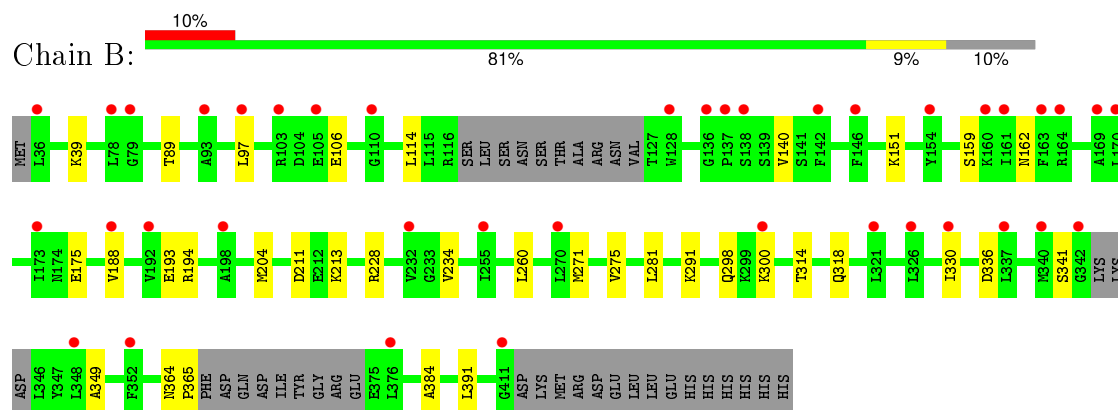 10%
Chain B:
81% 9% 10%
MET L36 K39 L78 G79 T89 A93 L97 R103 D104 E105 E106 G110 L114 L115 R116 SER LEU SER ASN SER THR ALA ARG ASN VAL T127 W128 G136 P137 S138 S139 V140 S141 F142 F146 K151 Y154 S159 K160 I161 N162 F163 R164 A169 L170
I173 N174 E175 V188 V192 E193 R194 A198 M204 D211 E212 K213 R228 V232 G233 V234 I255 L260 L270 M271 V275 L281 K291 Q298 K299 K300 T314 Q318 L321 L326 I330 D336 L337 M340 S341 G342 LYS LYS
ASP L346 Y347 L348 A349 F352 N364 P365 PHE ASP GLN ASP ILE TYR GLY ARG GLU E375 L376 A384 L391 G411 ASP LYS MET ARG ASP GLU LEU LEU GLU HIS HIS HIS HIS HIS HIS